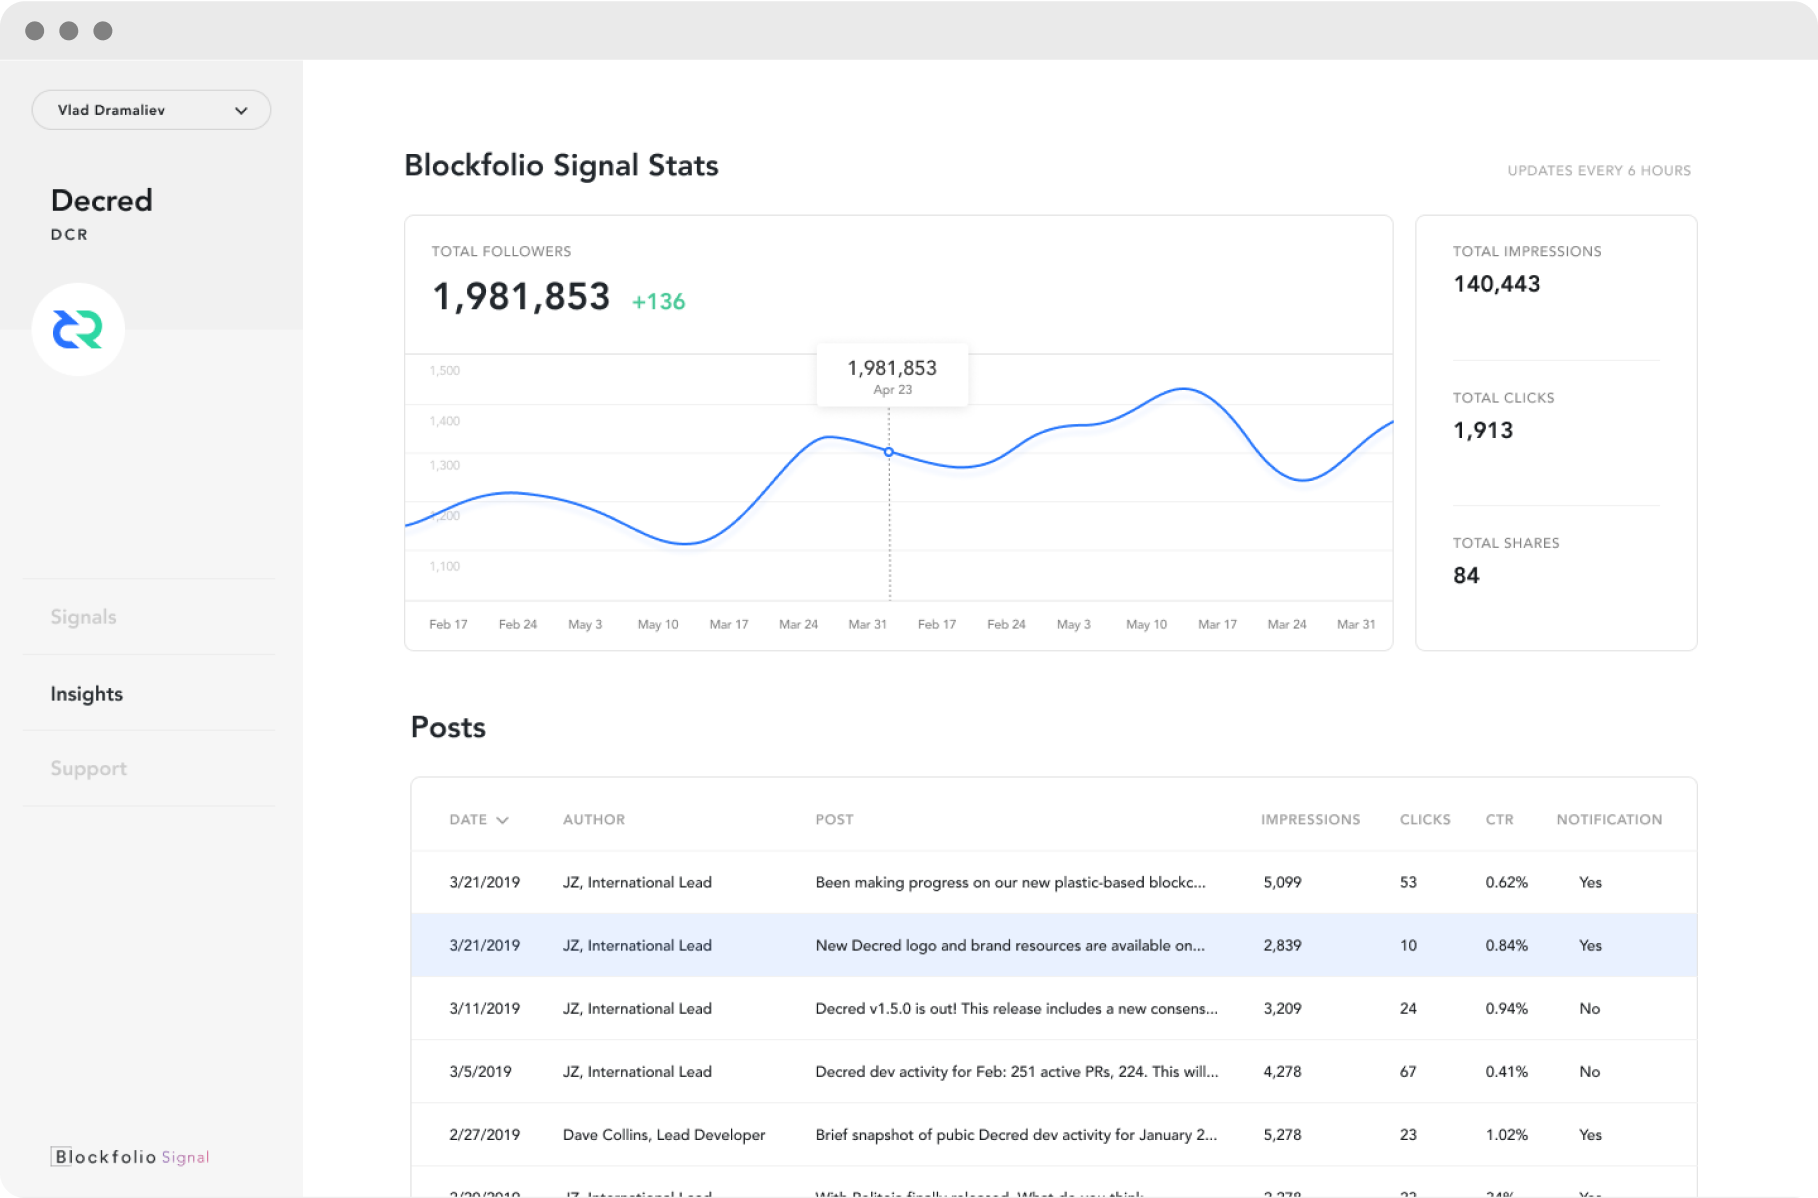 Vlad Dramaliev
Decred
DCR
Signals
Insights
Support
Blockfolio Signal
Blockfolio Signal Stats
UPDATES EVERY 6 HOURS
TOTAL FOLLOWERS
1,981,853 +136
1,981,853
Apr 23
1,500
1,400
1,300
1,200
1,100
Feb 17 Feb 24 May 3 May 10 Mar 17 Mar 24 Mar 31 Feb 17 Feb 24 May 3 May 10 Mar 17 Mar 24 Mar 31
TOTAL IMPRESSIONS
140,443
TOTAL CLICKS
1,913
TOTAL SHARES
84
Posts
DATE AUTHOR POST IMPRESSIONS CLICKS CTR NOTIFICATION
3/21/2019 JZ, International Lead Been making progress on our new plastic-based blockc... 5,099 53 0.62% Yes
3/21/2019 JZ, International Lead New Decred logo and brand resources are available on... 2,839 10 0.84% Yes
3/11/2019 JZ, International Lead Decred v1.5.0 is out! This release includes a new consens... 3,209 24 0.94% No
3/5/2019 JZ, International Lead Decred dev activity for Feb: 251 active PRs, 224. This will... 4,278 67 0.41% No
2/27/2019 Dave Collins, Lead Developer Brief snapshot of pubic Decred dev activity for January 2... 5,278 23 1.02% Yes